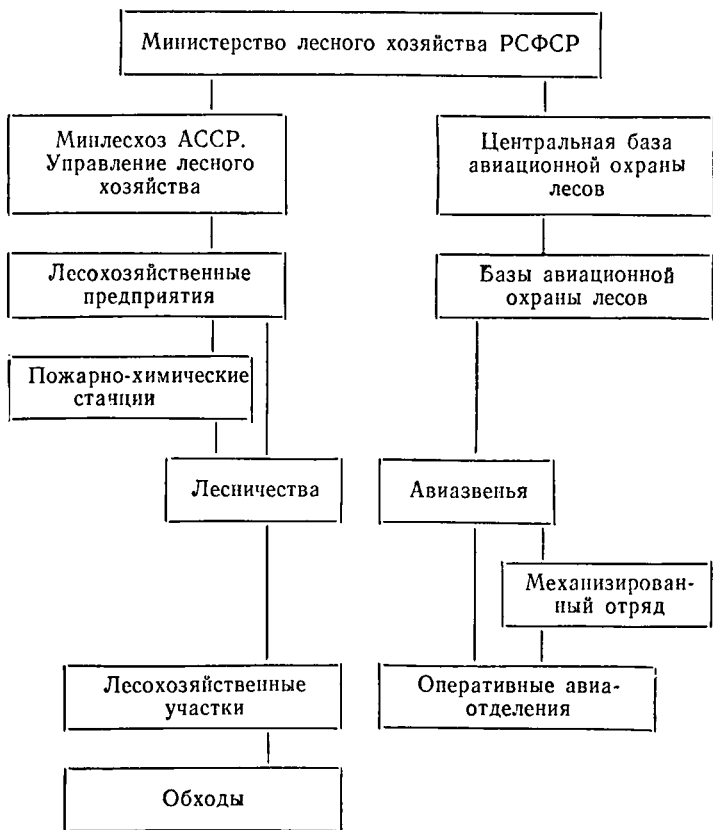 Министерство лесного хозяйства РСФСР
Минлесхоз АССР.
Управление лесного
хозяйства
Центральная база
авиационной охраны
лесов
Лесохозяйственные
предприятия
Базы авиационной
охраны лесов
Пожарно-химические
станции
Лесничества
Авиазвенья
Механизирован-
ный отряд
Лесохозяйственные
участки
Оперативные авиа-
отделения
Обходы